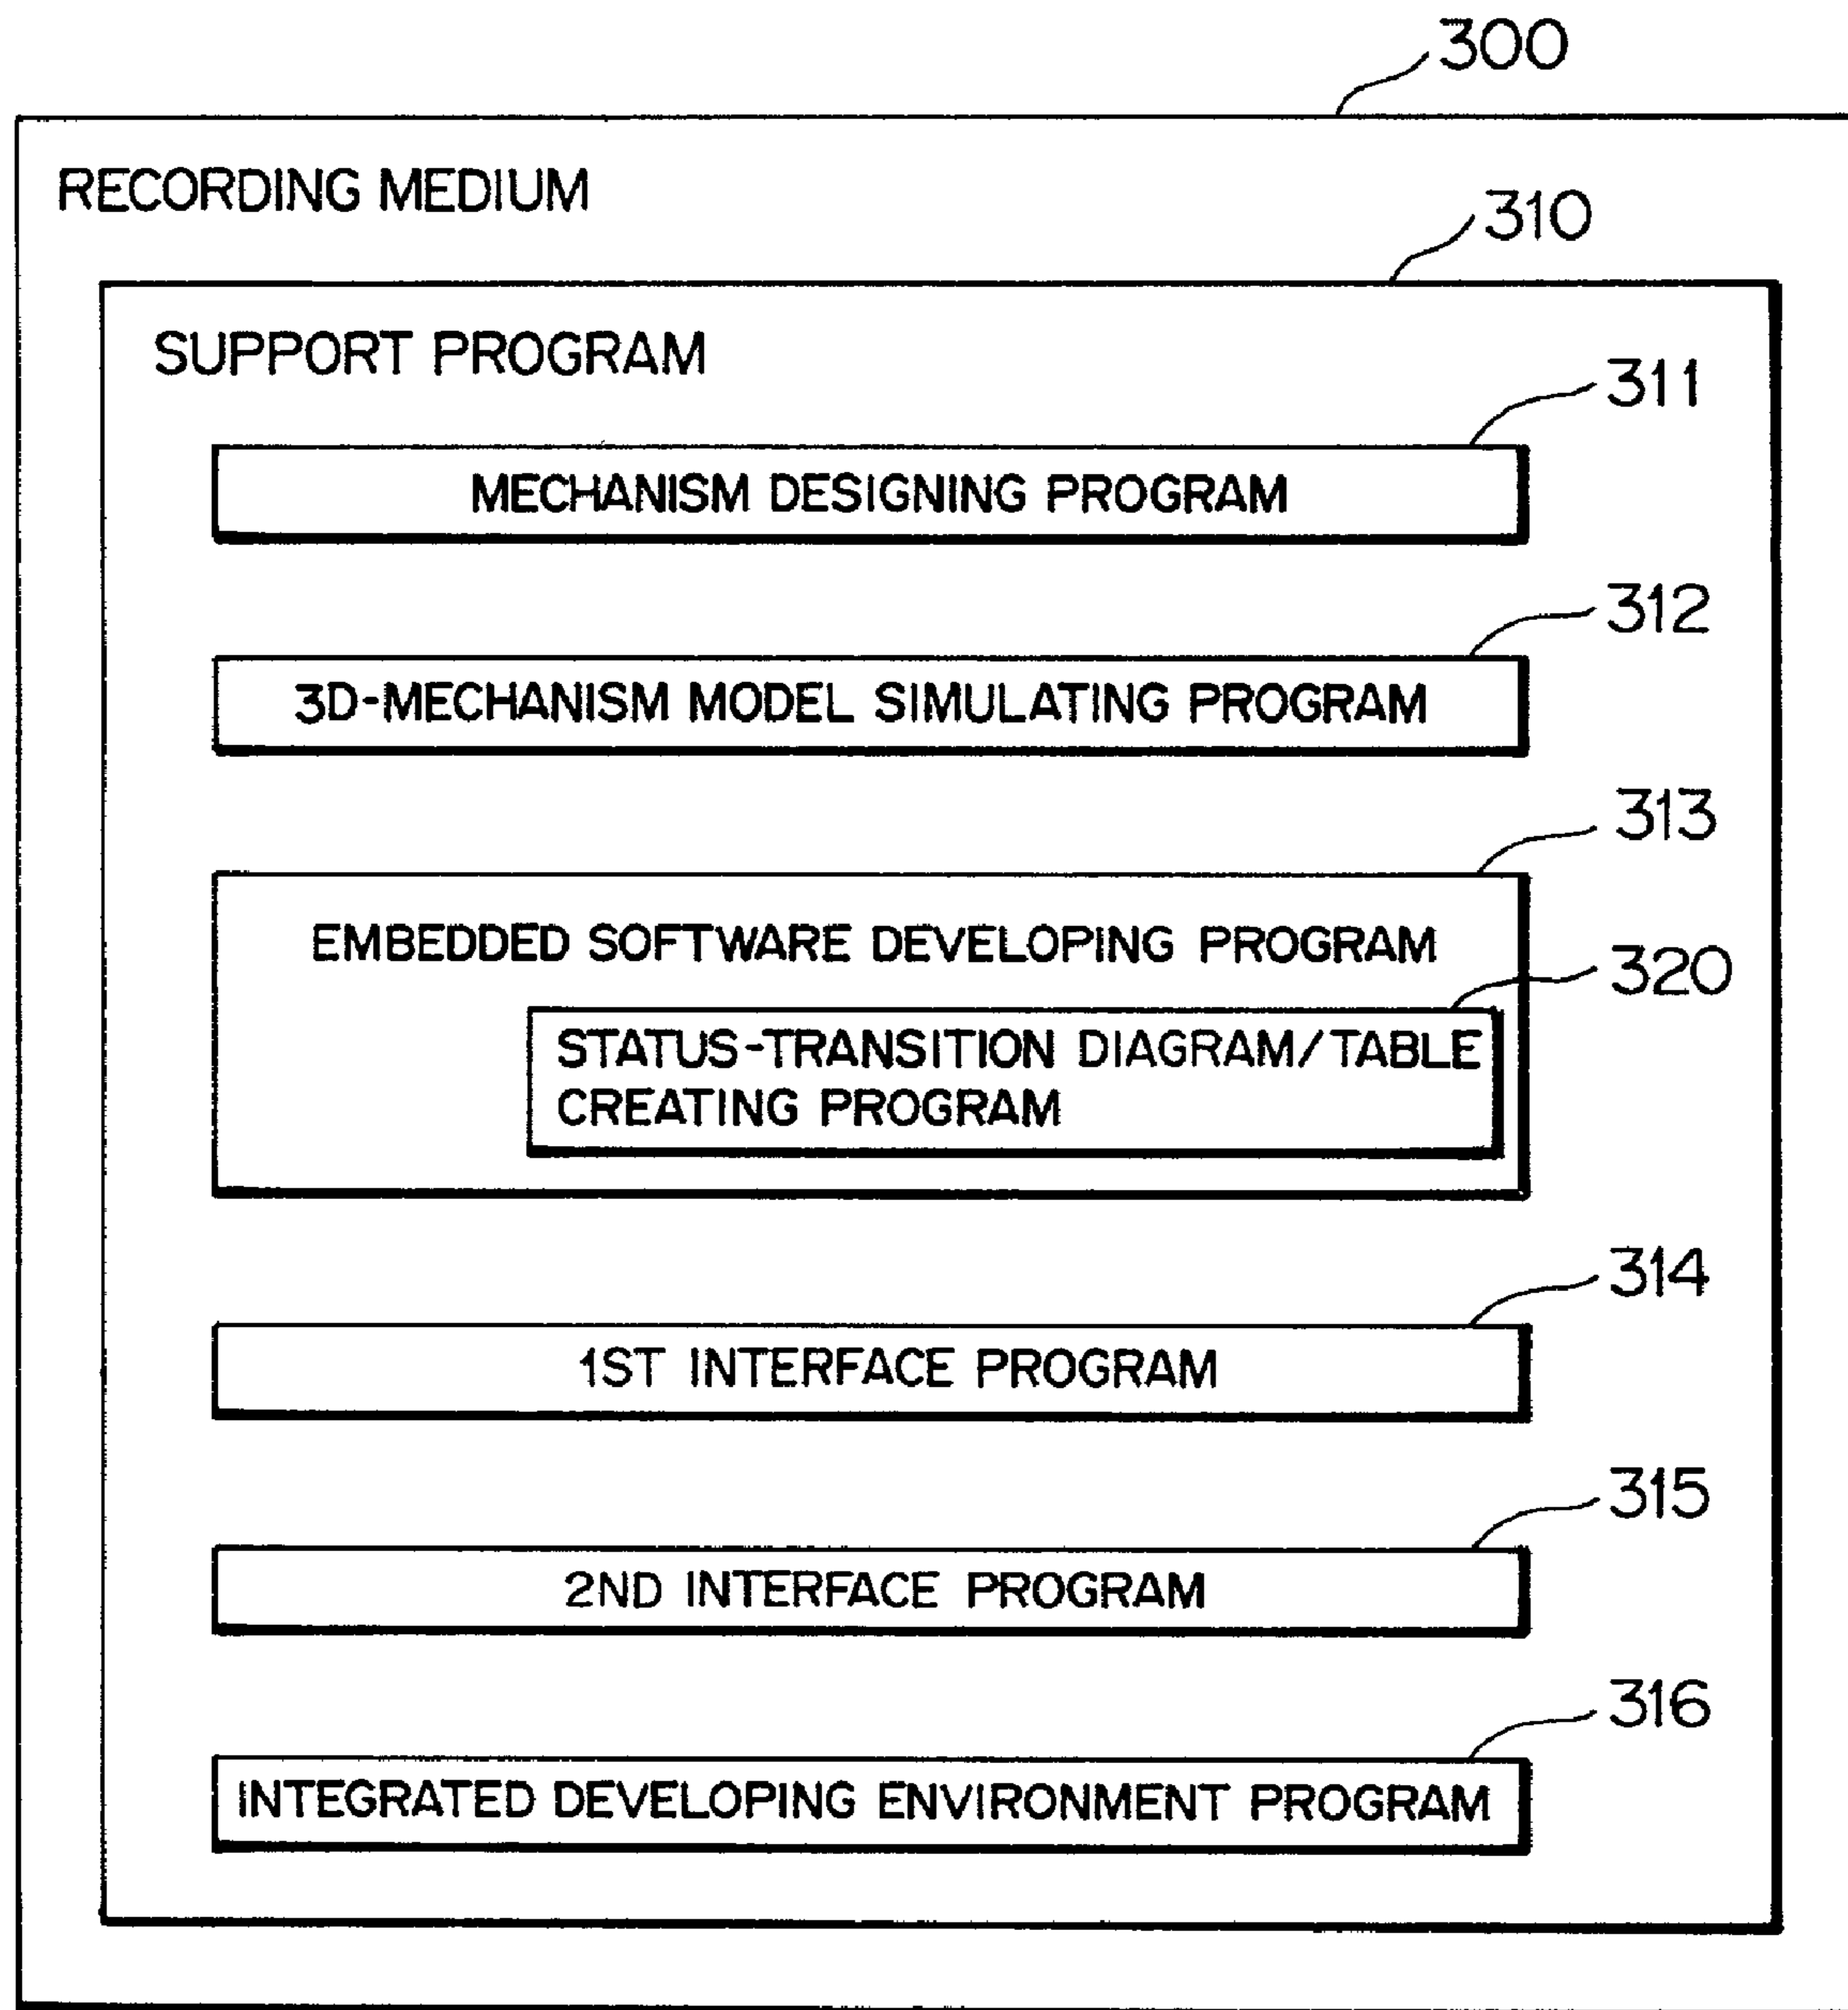 300
RECORDING MEDIUM
310
SUPPORT PROGRAM
311
MECHANISM DESIGNING PROGRAM
312
3D-MECHANISM MODEL SIMULATING PROGRAM
313
EMBEDDED SOFTWARE DEVELOPING PROGRAM
320
STATUS-TRANSITION DIAGRAM/TABLE
CREATING PROGRAM
314
1ST INTERFACE PROGRAM
315
2ND INTERFACE PROGRAM
316
INTEGRATED DEVELOPING ENVIRONMENT PROGRAM